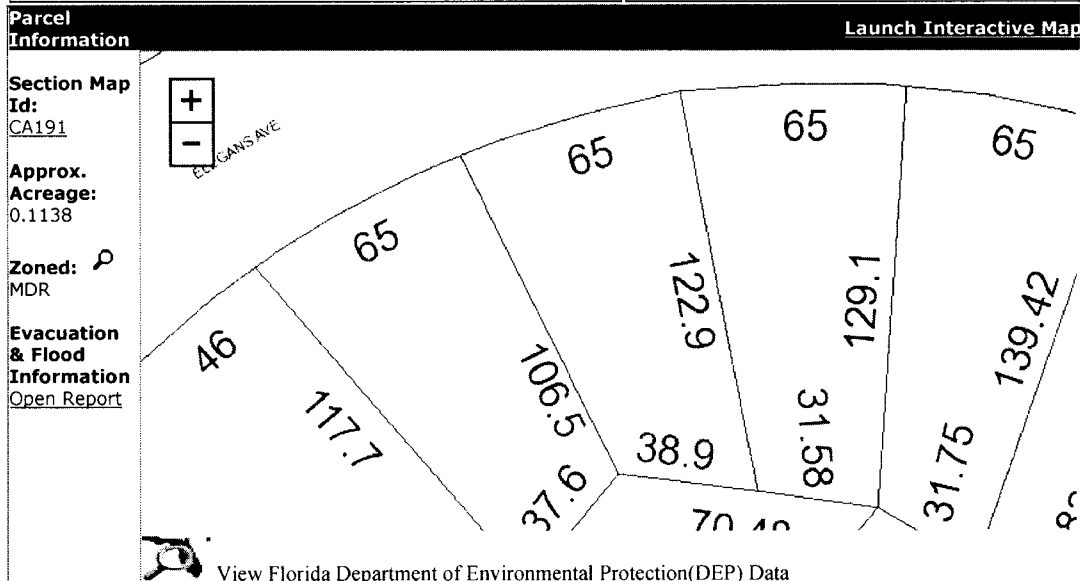 Parcel
Information
Launch Interactive Map
Section Map
Id:
CA191
Approx.
Acreage:
0.1138
Zoned:
MDR
Evacuation
& Flood
Information
Open Report
+
−
AVE
46
65
65
65
65
117.7
106.5
122.9
129.1
139.42
37.6
38.9
31.58
31.75
View Florida Department of Environmental Protection(DEP) Data